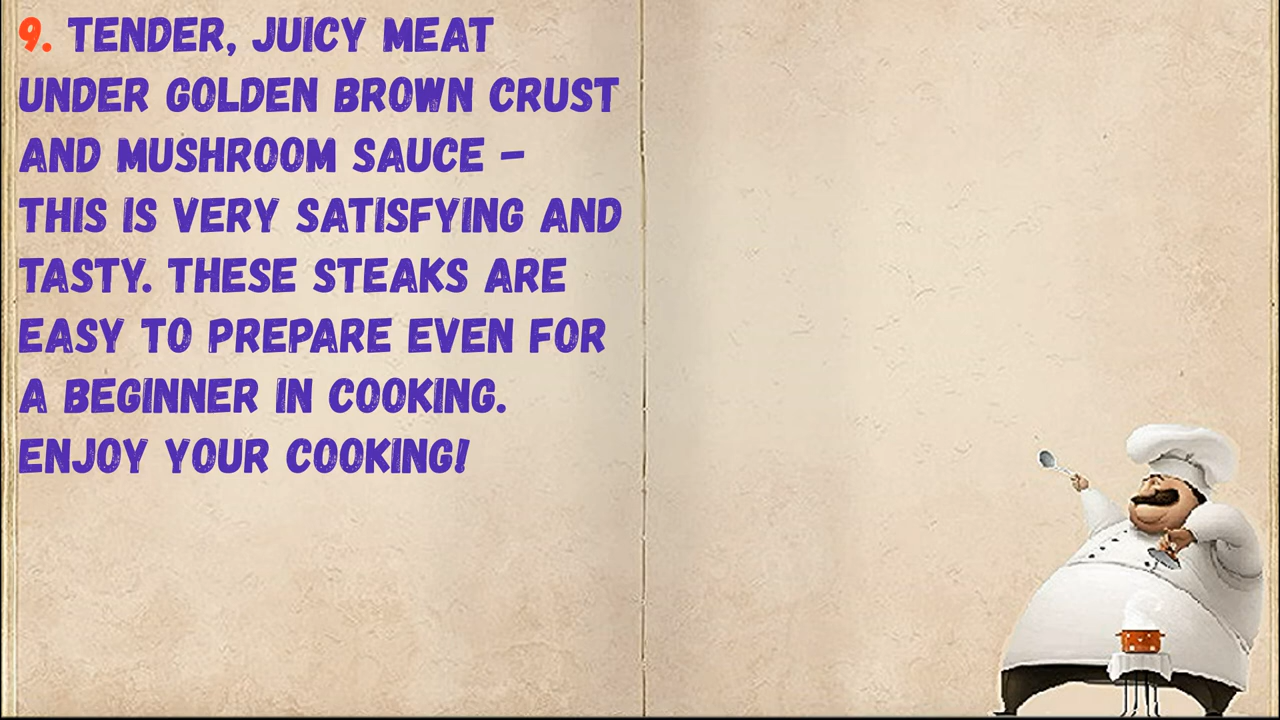 9. TENDER, JUICY MEAT
UNDER GOLDEN BROWN CRUST
AND MUSHROOM SAUCE –
THIS IS VERY SATISFYING AND
TASTY. THESE STEAKS ARE
EASY TO PREPARE EVEN FOR
A BEGINNER IN COOKING.
ENJOY YOUR COOKING!